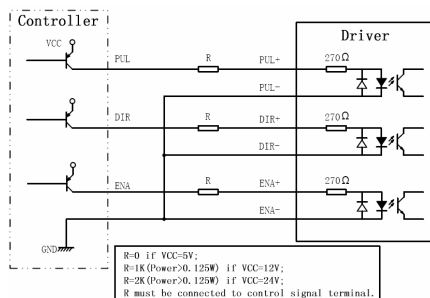 Controller
Driver
VCC
PUL
R
PUL+
270Ω
PUL-
DIR
R
DIR+
270Ω
DIR-
ENA
R
ENA+
270Ω
ENA-
GND
R=0 if VCC=5V;
R=1K(Power>0.125W) if VCC=12V;
R=2K(Power>0.125W) if VCC=24V;
R must be connected to control signal terminal.